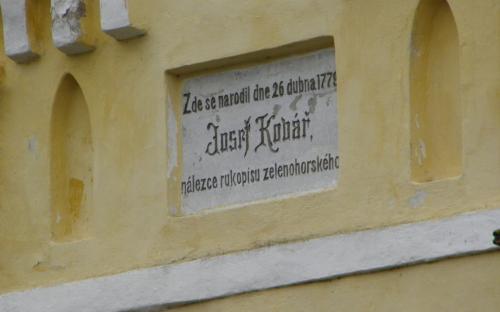 Zde se narodil dne 26 dubna 1779
Josef Kovář,
nálezce rukopisu zelenohorského